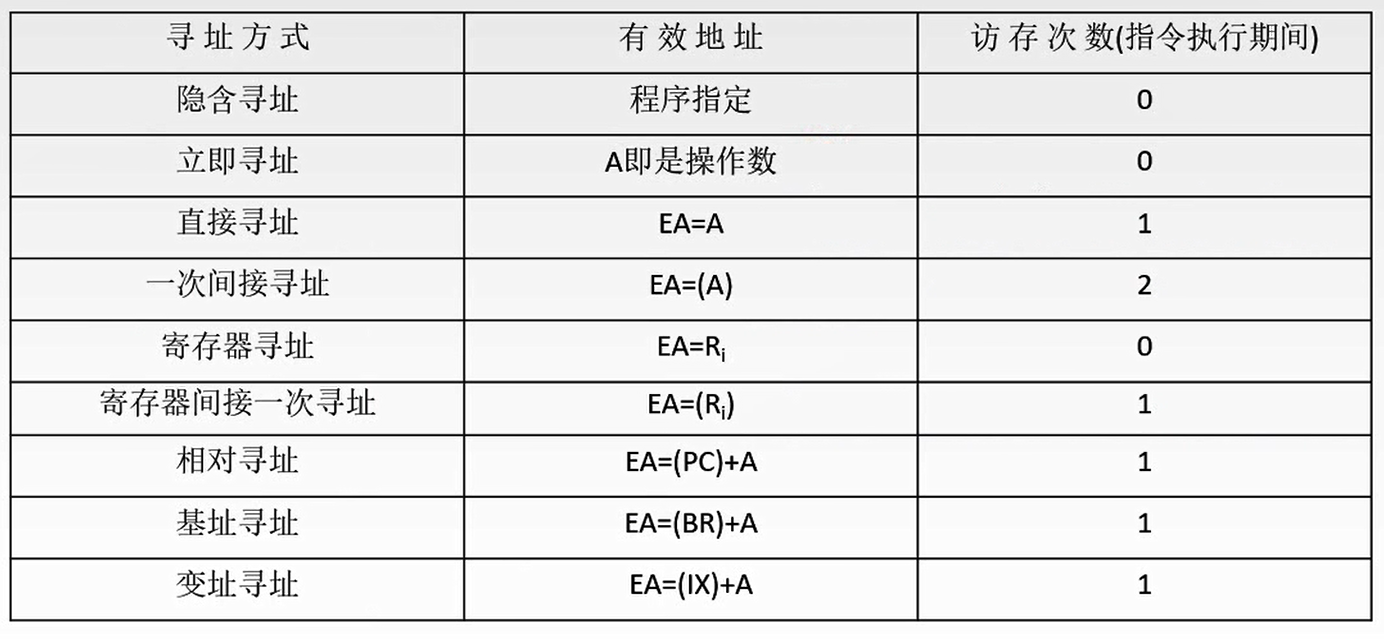 寻址方式 有效地址 访存次数(指令执行期间)
隐含寻址 程序指定 0
立即寻址 A即是操作数 0
直接寻址 EA=A 1
一次间接寻址 EA=(A) 2
寄存器寻址 EA=Ri 0
寄存器间接一次寻址 EA=(Ri) 1
相对寻址 EA=(PC)+A 1
基址寻址 EA=(BR)+A 1
变址寻址 EA=(IX)+A 1